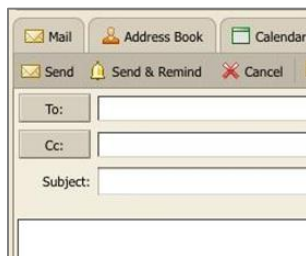 Mail Address Book Calendar
Send Send & Remind Cancel
To:
Cc:
Subject: